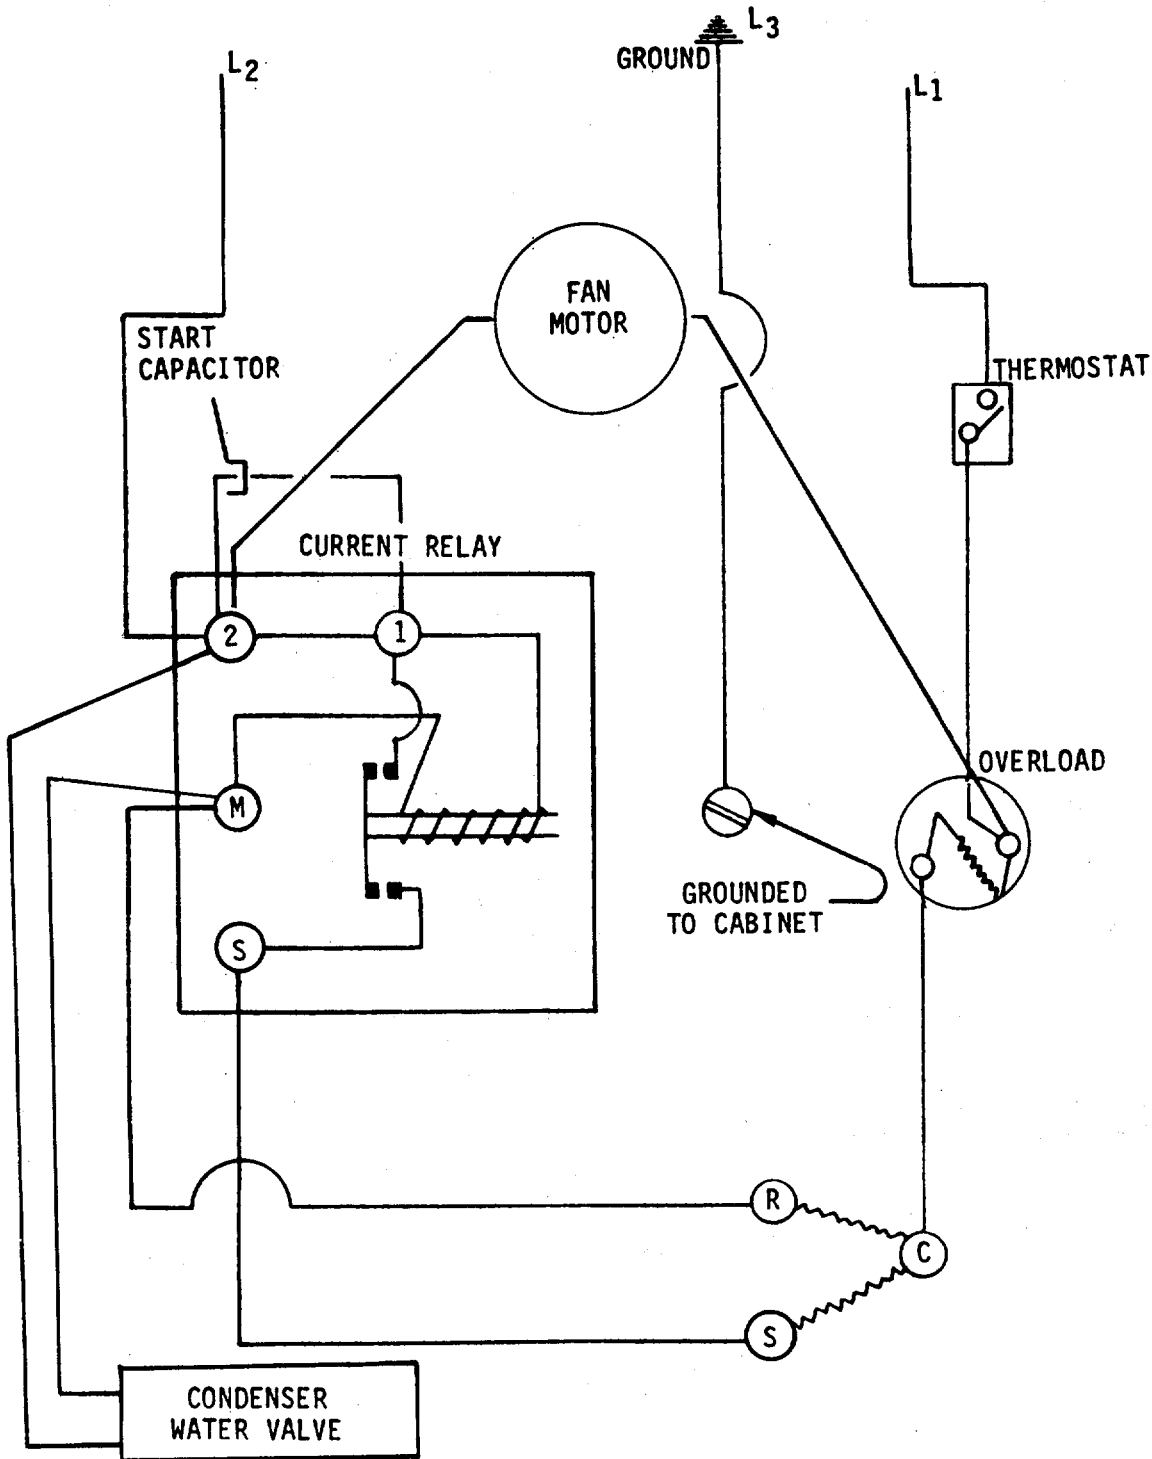 L3
GROUND
L2
L1
FAN
MOTOR
START
CAPACITOR
THERMOSTAT
CURRENT RELAY
2
1
OVERLOAD
M
GROUNDED
TO CABINET
S
R
C
S
CONDENSER
WATER VALVE